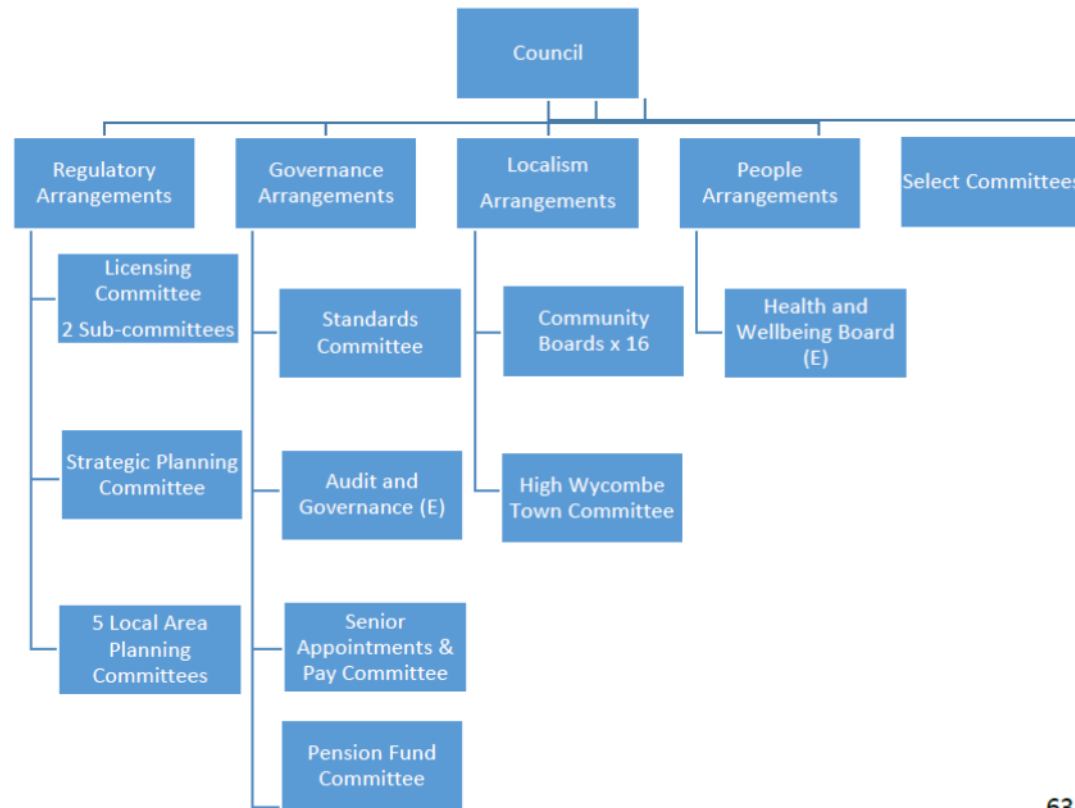 Council
Regulatory
Arrangements
Governance
Arrangements
Localism
Arrangements
People
Arrangements
Select Committees
Licensing
Committee
2 Sub-committees
Strategic Planning
Committee
5 Local Area
Planning
Committees
Standards
Committee
Audit and
Governance (E)
Senior
Appointments &
Pay Committee
Pension Fund
Committee
Community
Boards x 16
High Wycombe
Town Committee
Health and
Wellbeing Board
(E)
63